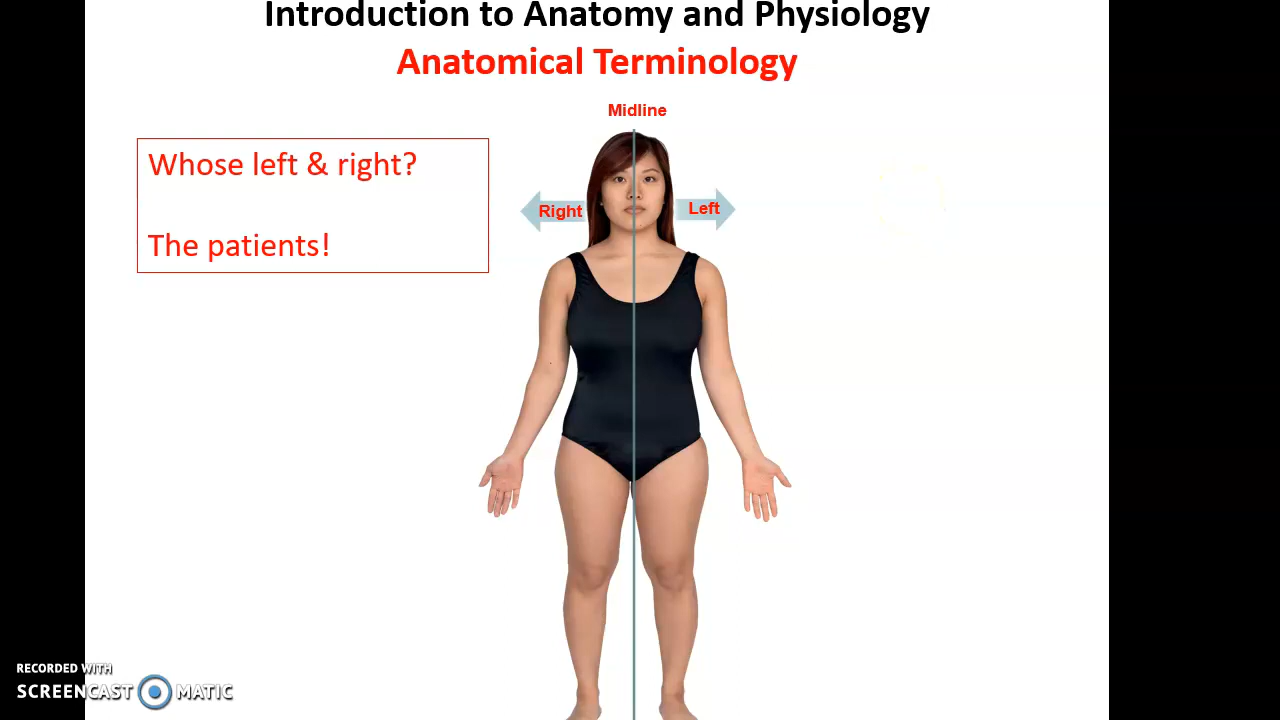 Introduction to Anatomy and Physiology
Anatomical Terminology
Midline
Whose left & right?
Right
Left
The patients!
RECORDED WITH
SCREENCAST MATIC